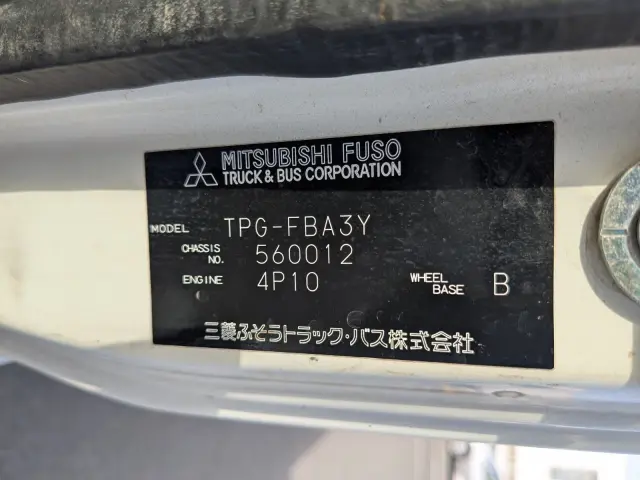 MITSUBISHI FUSO
TRUCK & BUS CORPORATION
MODEL TPG-FBA3Y
CHASSIS NO. 560012
ENGINE 4P10 WHEEL BASE B
三菱ふそうトラック・バス株式会社